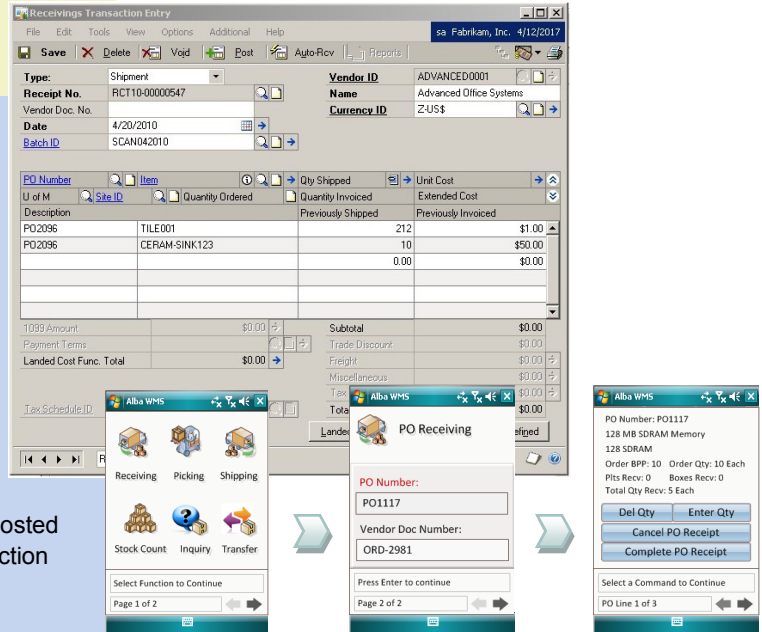 Receivings Transaction Entry
File Edit Tools View Options Additional Help sa Fabrikam, Inc. 4/12/2017
Save Delete Void Post Auto-Rcv Reports
Type: Shipment Vendor ID ADVANCED0001
Receipt No. RCT10-00000547 Name Advanced Office Systems
Vendor Doc. No. Currency ID Z-US$
Date 4/20/2010
Batch ID SCAN042010
PO Number Item Qty Shipped Unit Cost
U of M Site ID Quantity Ordered Quantity Invoiced Extended Cost
Description Previously Shipped Previously Invoiced
PO2096 TILE001 212 $1.00
PO2096 CERAM-SINK123 10 $50.00
0.00 $0.00
1099 Amount $0.00 Subtotal $0.00
Payment Terms Trade Discount $0.00
Landed Cost Func. Total $0.00 Freight $0.00
Miscellaneous $0.00
Tax $0.00
Tax Schedule ID Tota $0.00
Lande efined
R
osted
ction
Alba WMS
Receiving Picking Shipping
Stock Count Inquiry Transfer
Select Function to Continue
Page 1 of 2
Alba WMS
PO Receiving
PO Number:
PO1117
Vendor Doc Number:
ORD-2981
Press Enter to continue
Page 2 of 2
Alba WMS
PO Number: PO1117
128 MB SDRAM Memory
128 SDRAM
Order BPP: 10 Order Qty: 10 Each
Plts Recv: 0 Boxes Recv: 0
Total Qty Recv: 5 Each
Del Qty Enter Qty
Cancel PO Receipt
Complete PO Receipt
Select a Command to Continue
PO Line 1 of 3